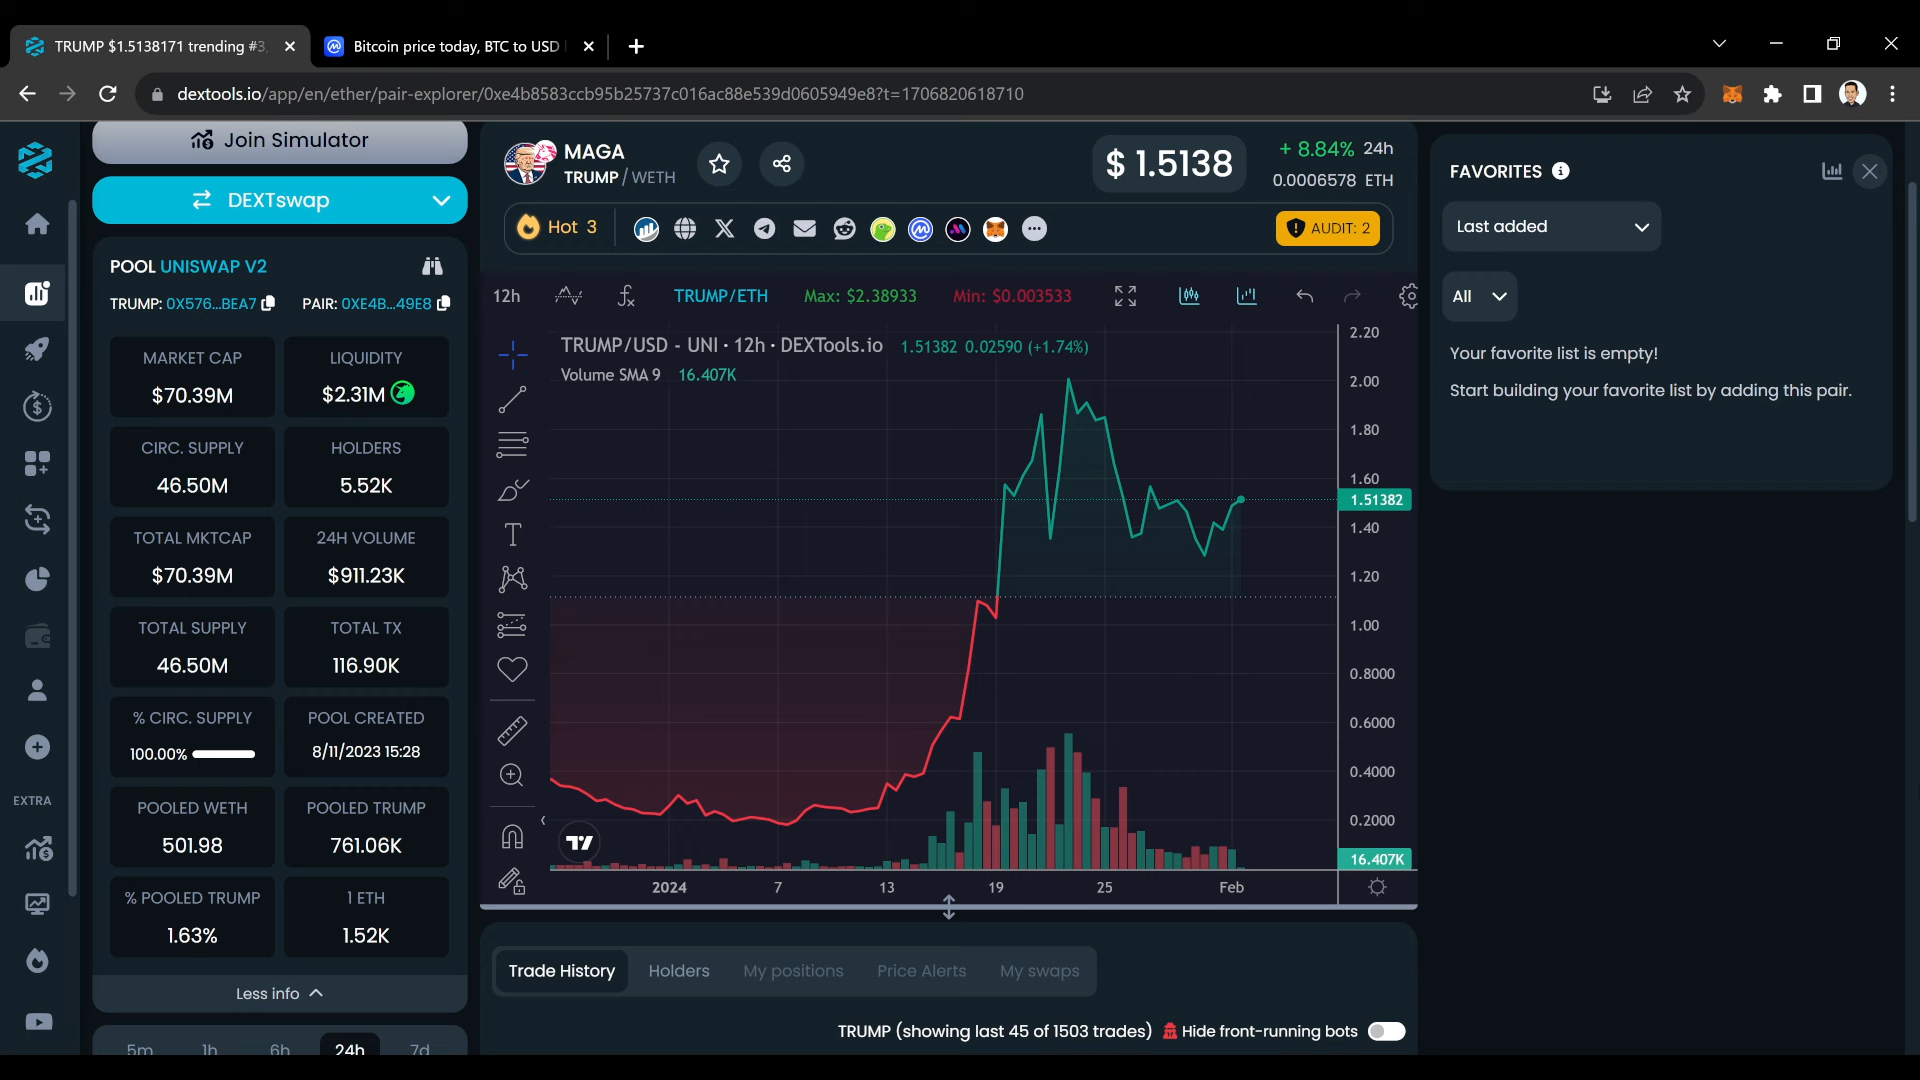 TRUMP $1.5138171 trending #3,
Bitcoin price today, BTC to USD
dextools.io/app/en/ether/pair-explorer/0xe4b8583ccb95b25737c016ac88e539d0605949e8?t=1706820618710
Join Simulator
DEXTswap
POOL UNISWAP V2
TRUMP: 0X576...BEA7
PAIR: 0XE4B...49E8
MARKET CAP
$70.39M
LIQUIDITY
$2.31M
CIRC. SUPPLY
46.50M
HOLDERS
5.52K
TOTAL MKTCAP
$70.39M
24H VOLUME
$911.23K
TOTAL SUPPLY
46.50M
TOTAL TX
116.90K
% CIRC. SUPPLY
100.00%
POOL CREATED
8/11/2023 15:28
POOLED WETH
501.98
POOLED TRUMP
761.06K
% POOLED TRUMP
1.63%
1 ETH
1.52K
Less info
5m 1h 6h 24h 7d
EXTRA
MAGA
TRUMP / WETH
$ 1.5138
+ 8.84% 24h
0.0006578 ETH
Hot 3
AUDIT: 2
12h
TRUMP/ETH
Max: $2.38933
Min: $0.003533
TRUMP/USD - UNI · 12h · DEXTools.io 1.51382 0.02590 (+1.74%)
Volume SMA 9 16.407K
2.20
2.00
1.80
1.60
1.51382
1.40
1.20
1.00
0.8000
0.6000
0.4000
0.2000
16.407K
2024 7 13 19 25 Feb
Trade History
Holders
My positions
Price Alerts
My swaps
TRUMP (showing last 45 of 1503 trades)
Hide front-running bots
FAVORITES
Last added
All
Your favorite list is empty!
Start building your favorite list by adding this pair.